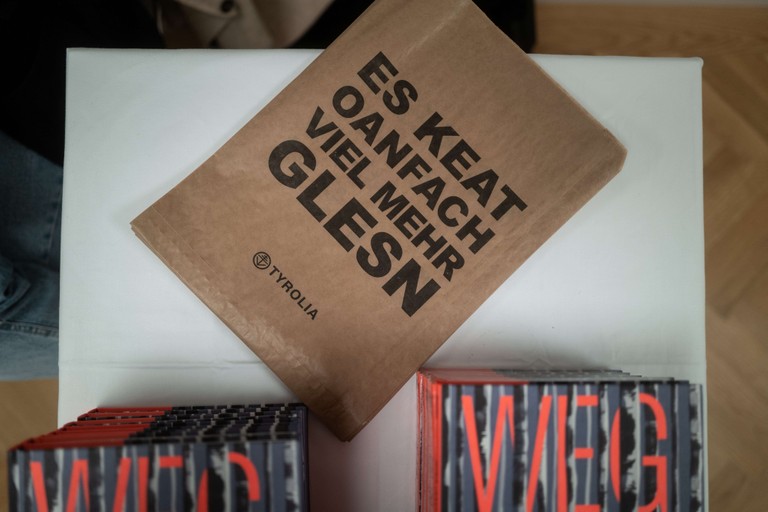 ES KEAT
OANFACH
VIEL MEHR
GLESN
TYROLIA
WEG
WEG